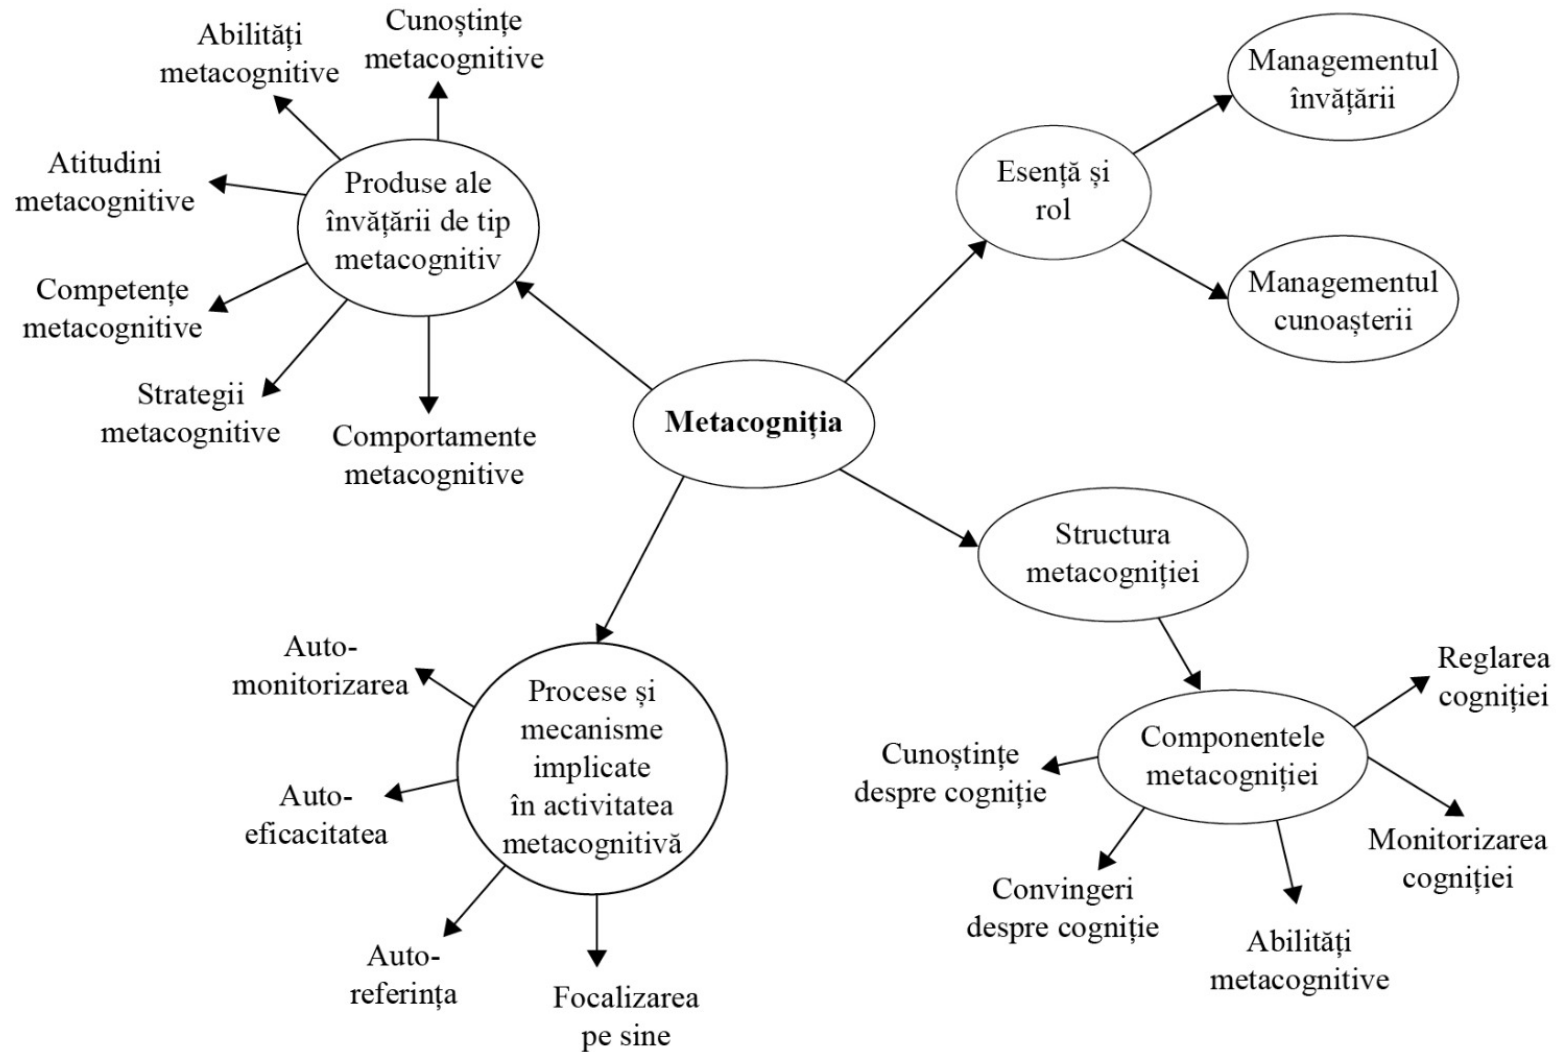 Cunoștințe
metacognitive
Abilități
metacognitive
Atitudini
metacognitive
Competențe
metacognitive
Strategii
metacognitive
Comportamente
metacognitive
Produse ale
învățării de tip
metacognitiv
Managementul
învățării
Esență și
rol
Managementul
cunoașterii
Metacogniția
Structura
metacogniției
Auto-
monitorizarea
Auto-
eficacitatea
Auto-
referința
Focalizarea
pe sine
Procese și
mecanisme
implicate
în activitatea
metacognitivă
Reglarea
cogniției
Componentele
metacogniției
Cunoștințe
despre cogniție
Monitorizarea
cogniției
Convingeri
despre cogniție
Abilități
metacognitive